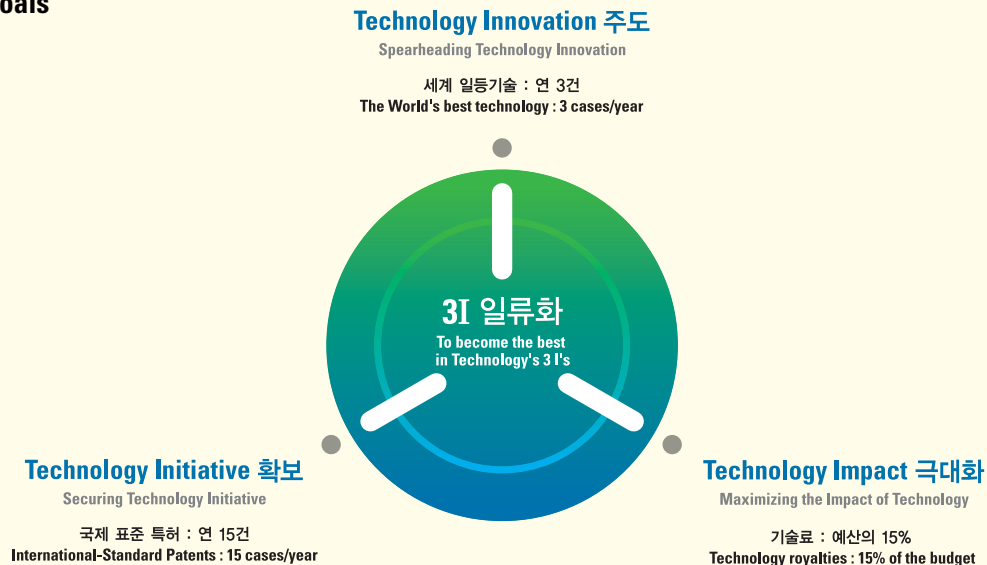 Technology Innovation 주도
Spearheading Technology Innovation
세계 일등기술 : 연 3건
The World's best technology : 3 cases/year
3I 일류화
To become the best
in Technology's 3 I's
Technology Initiative 확보
Securing Technology Initiative
국제 표준 특허 : 연 15건
International-Standard Patents : 15 cases/year
Technology Impact 극대화
Maximizing the Impact of Technology
기술료 : 예산의 15%
Technology royalties : 15% of the budget